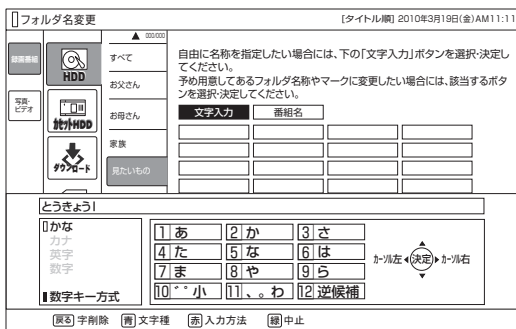 フォルダ名変更
[タイトル順] 2010年3月19日(金)AM11:11
▲ 000/000
録画番組
HDD
すべて
お父さん
自由に名称を指定したい場合には、下の「文字入力」ボタンを選択・決定し
てください。
予め用意してあるフォルダ名称やマークに変更したい場合には、該当するボタ
ンを選択・決定してください。
写真・
ビデオ
カセットHDD
お母さん
文字入力 番組名
家族
ダウンロード
見たいもの
とうきょう
かな
カナ
英字
数字
数字キー方式
1 あ 2 か 3 さ
4 た 5 な 6 は
7 ま 8 や 9 ら
10 ゛゜小 11 、。わ 12 逆候補
カーソル左 決定 カーソル右
戻る 字削除 青 文字種 赤 入力方法 緑 中止